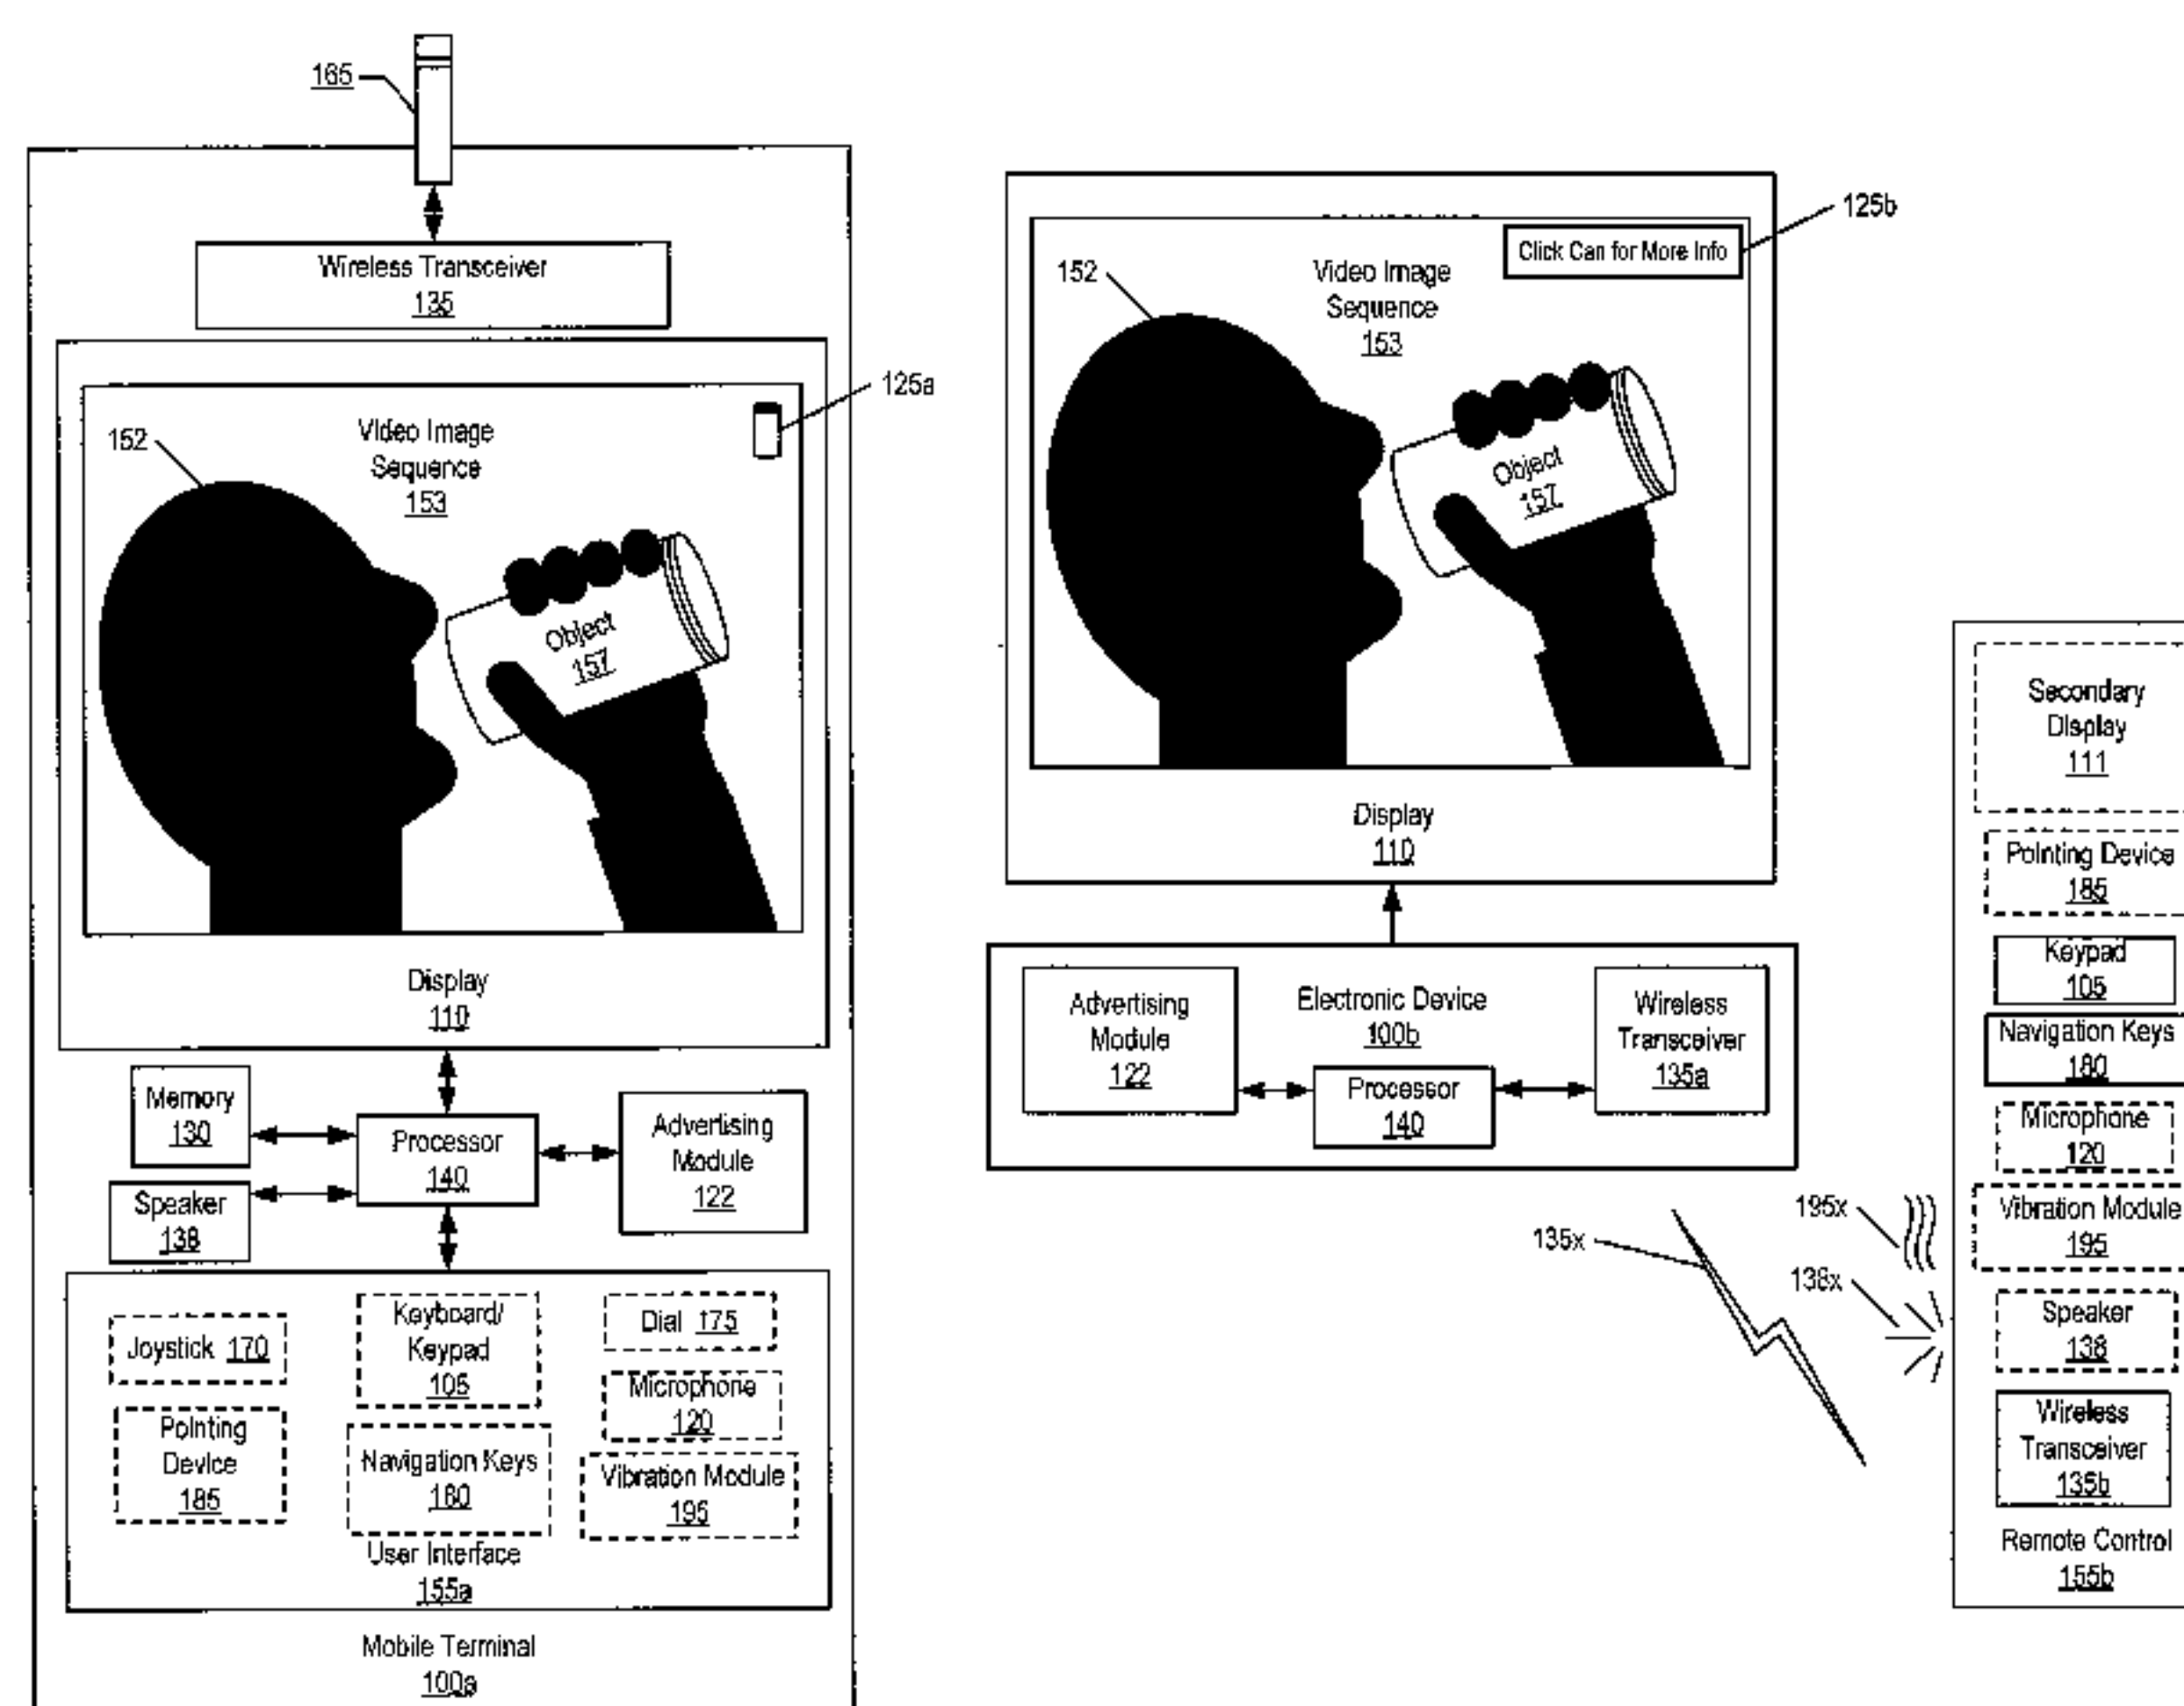 165
Wireless Transceiver
135
125a
152
Video Image
Sequence
153
Object
157
Display
110
Memory
130
Processor
140
Advertising
Module
122
Speaker
138
Joystick 170
Keyboard/
Keypad
105
Dial 175
Pointing
Device
185
Navigation Keys
180
Microphone
120
Vibration Module
195
User Interface
155a
Mobile Terminal
100a
125b
Click Can for More Info
152
Video Image
Sequence
153
Object
157
Display
110
Advertising
Module
122
Electronic Device
100b
Processor
140
Wireless
Transceiver
135a
135x
195x
138x
Secondary
Display
111
Pointing Device
185
Keypad
105
Navigation Keys
180
Microphone
120
Vibration Module
195
Speaker
138
Wireless
Transceiver
135b
Remote Control
155b